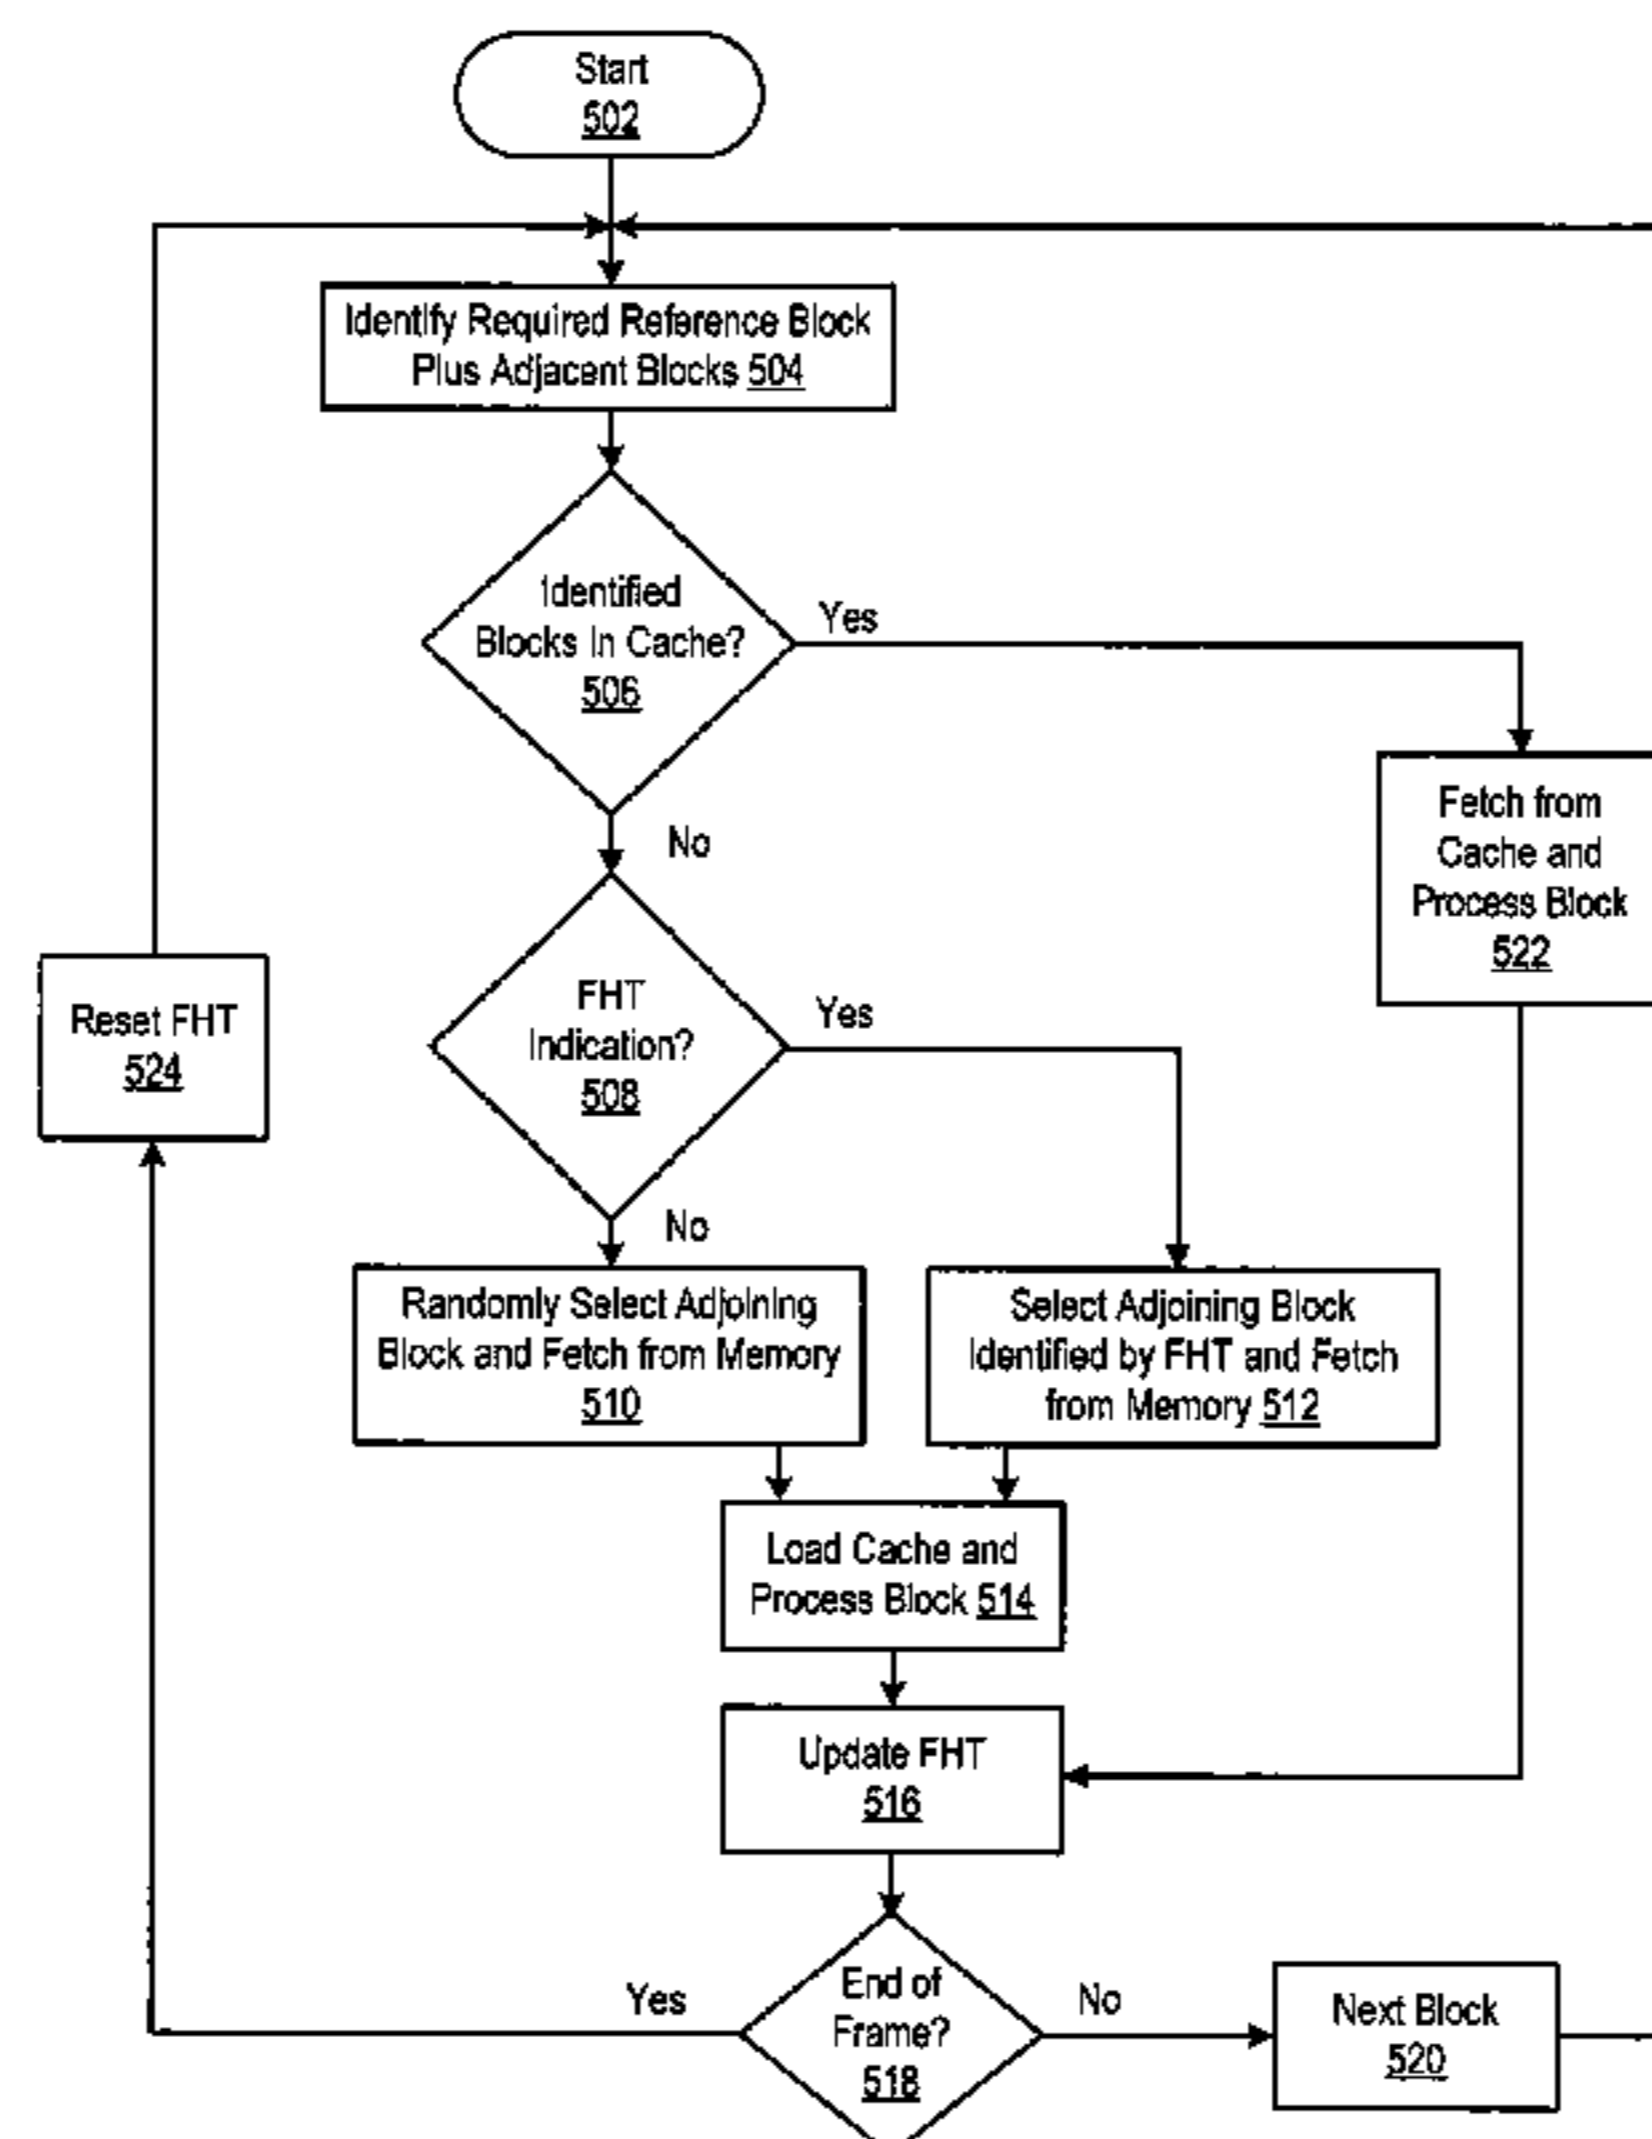 Start
502
Identify Required Reference Block
Plus Adjacent Blocks 504
Identified
Blocks In Cache?
506
Yes
No
Fetch from
Cache and
Process Block
522
FHT
Indication?
508
Yes
No
Reset FHT
524
Randomly Select Adjoining
Block and Fetch from Memory
510
Select Adjoining Block
Identified by FHT and Fetch
from Memory 512
Load Cache and
Process Block 514
Update FHT
516
End of
Frame?
518
Yes
No
Next Block
520